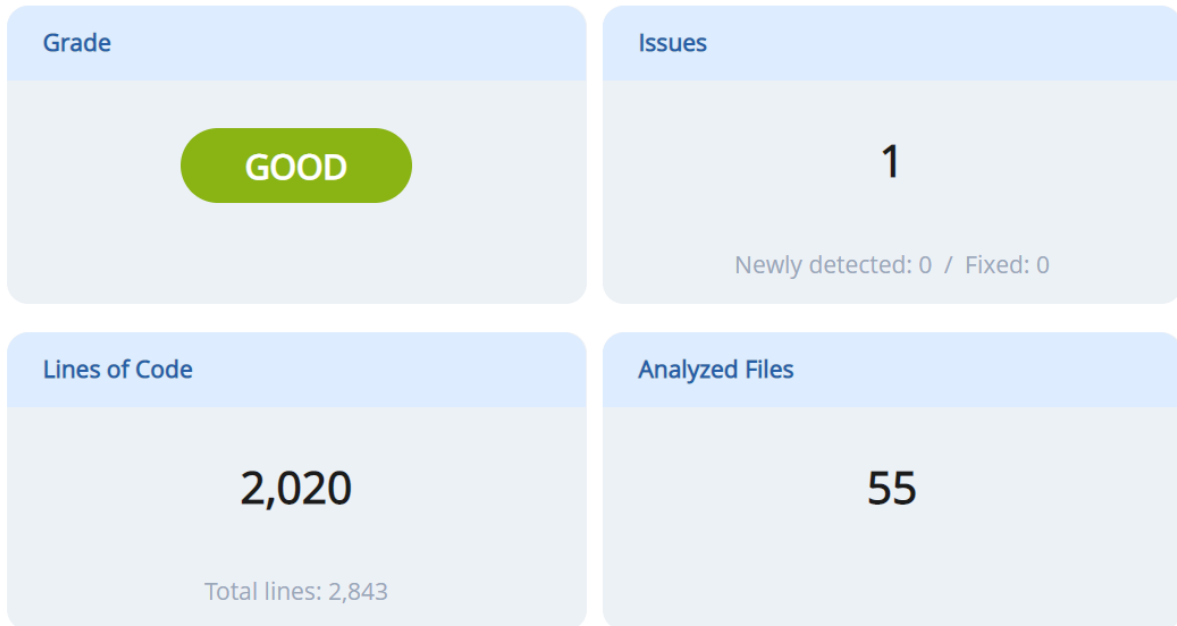 Grade
GOOD
Issues
1
Newly detected: 0 / Fixed: 0
Lines of Code
2,020
Total lines: 2,843
Analyzed Files
55